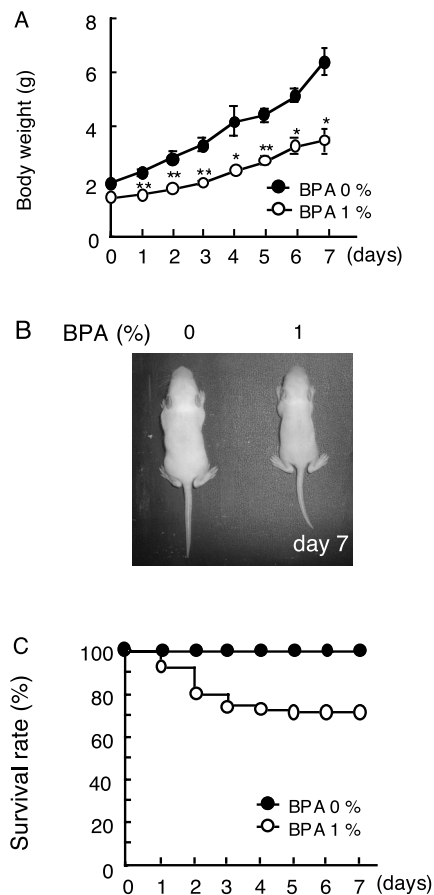 A
8
6
4
2
0
Body weight (g)
** ** ** * ** * *
BPA 0 %
BPA 1 %
0 1 2 3 4 5 6 7 (days)
B BPA (%) 0 1
day 7
C
100
80
60
40
20
0
Survival rate (%)
BPA 0 %
BPA 1 %
0 1 2 3 4 5 6 7 (days)